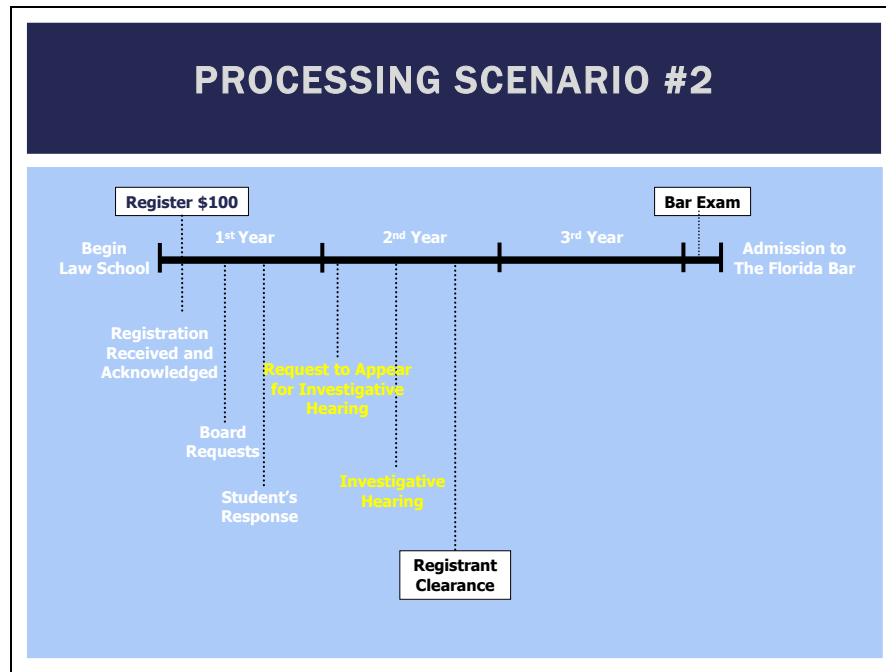 PROCESSING SCENARIO #2
Register $100
Bar Exam
1st Year
2nd Year
3rd Year
Begin
Law School
Admission to
The Florida Bar
Registration
Received and
Acknowledged
Request to Appear
for Investigative
Hearing
Board
Requests
Investigative
Hearing
Student’s
Response
Registrant
Clearance